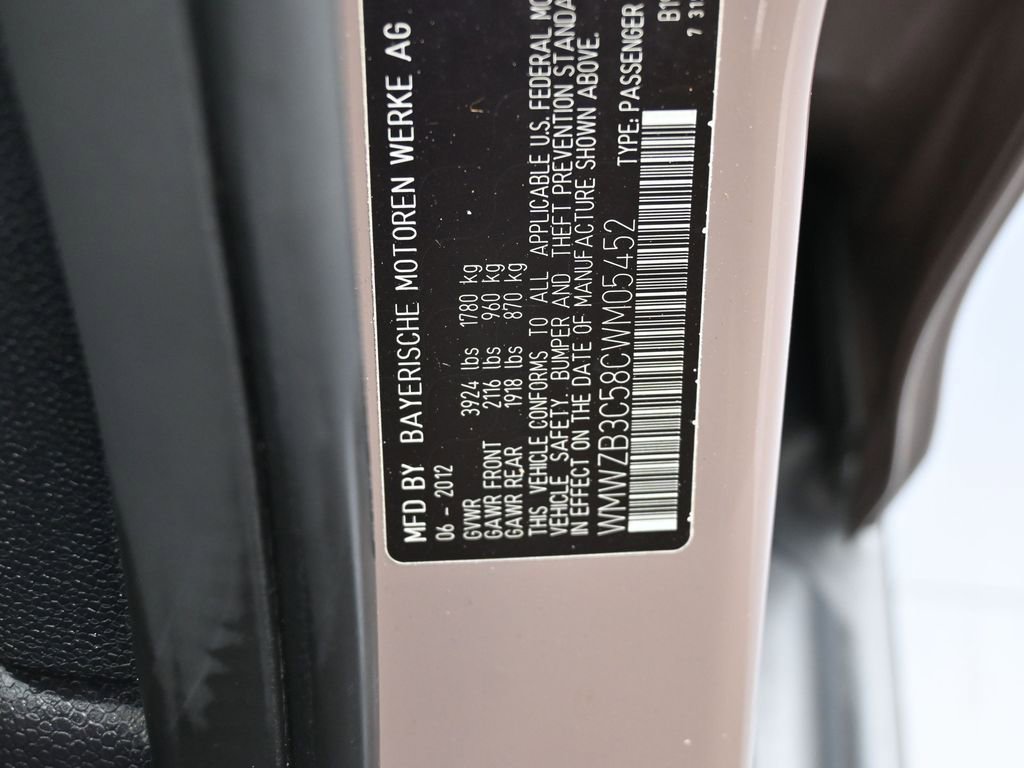 MFD BY BAYERISCHE MOTOREN WERKE AG
06 - 2012
GVWR 3924 lbs 1780 kg
GAWR FRONT 2116 lbs 960 kg
GAWR REAR 1918 lbs 870 kg
THIS VEHICLE CONFORMS TO ALL APPLICABLE U.S. FEDERAL
VEHICLE SAFETY, BUMPER AND THEFT PREVENTION
IN EFFECT ON THE DATE OF MANUFACTURE SHOWN ABOVE.
WMWZB3C58CWM05452 TYPE: PASSENGER